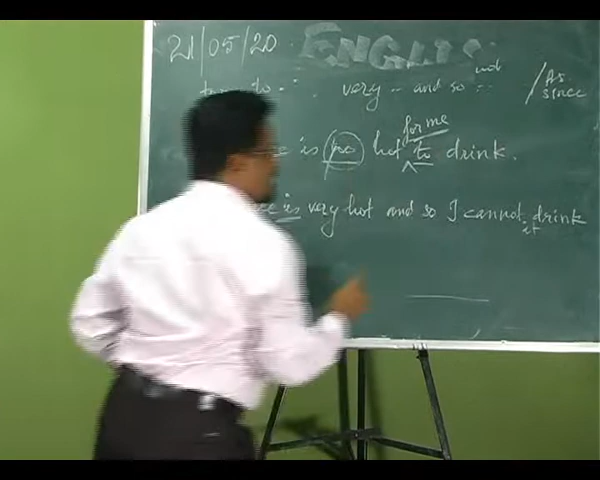 21/05/20
ENGLISH
too to very and so not
/As since
is too hot for me to drink.
is very hot and so I cannot drink it